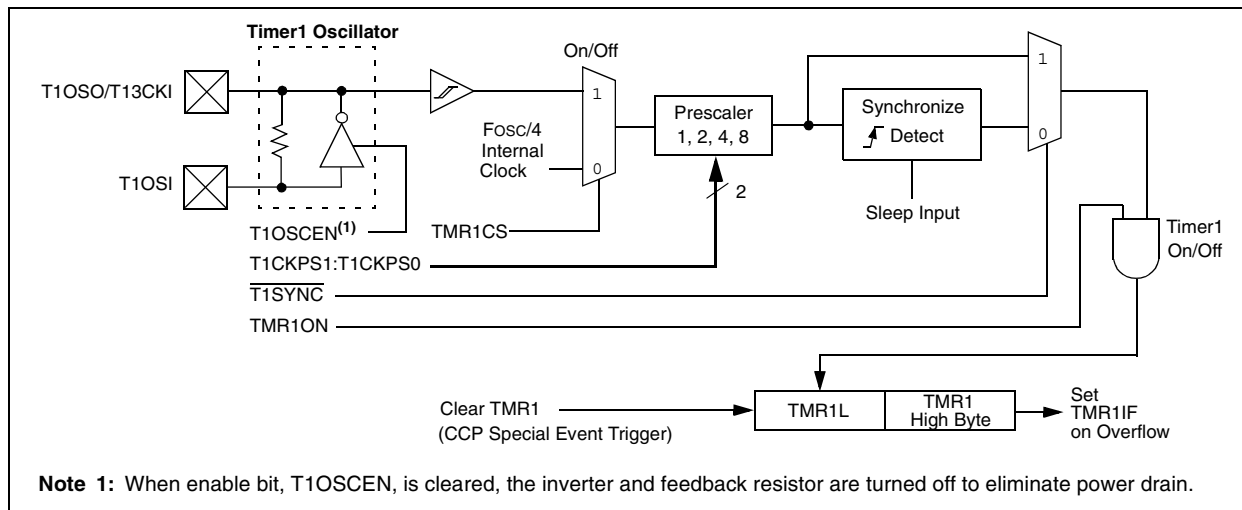 Timer1 Oscillator
T1OSO/T13CKI
T1OSI
On/Off
1
0
FOSC/4
Internal
Clock
Prescaler
1, 2, 4, 8
2
Synchronize
Detect
Sleep Input
1
0
T1OSCEN(1)
TMR1CS
T1CKPS1:T1CKPS0
T1SYNC
TMR1ON
Timer1
On/Off
Clear TMR1
(CCP Special Event Trigger)
TMR1L
TMR1
High Byte
Set
TMR1IF
on Overflow
Note 1: When enable bit, T1OSCEN, is cleared, the inverter and feedback resistor are turned off to eliminate power drain.